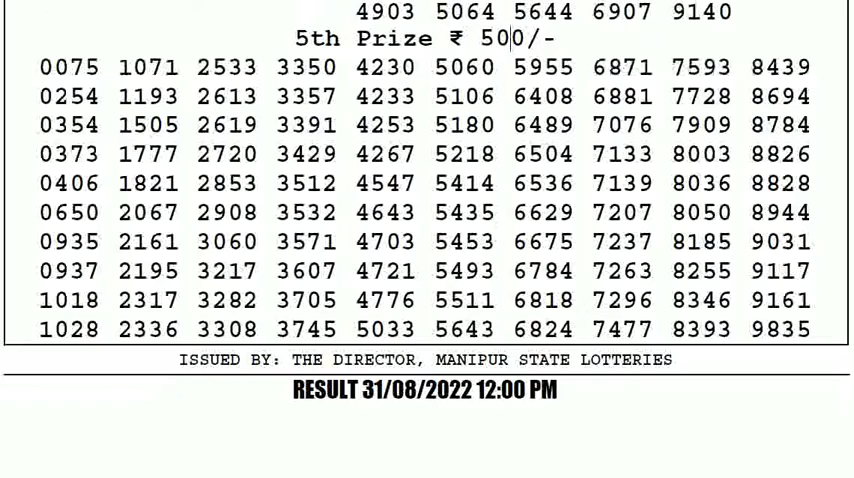 4903 5064 5644 6907 9140
5th Prize ₹ 500/-
0075 1071 2533 3350 4230 5060 5955 6871 7593 8439
0254 1193 2613 3357 4233 5106 6408 6881 7728 8694
0354 1505 2619 3391 4253 5180 6489 7076 7909 8784
0373 1777 2720 3429 4267 5218 6504 7133 8003 8826
0406 1821 2853 3512 4547 5414 6536 7139 8036 8828
0650 2067 2908 3532 4643 5435 6629 7207 8050 8944
0935 2161 3060 3571 4703 5453 6675 7237 8185 9031
0937 2195 3217 3607 4721 5493 6784 7263 8255 9117
1018 2317 3282 3705 4776 5511 6818 7296 8346 9161
1028 2336 3308 3745 5033 5643 6824 7477 8393 9835
ISSUED BY: THE DIRECTOR, MANIPUR STATE LOTTERIES
RESULT 31/08/2022 12:00 PM